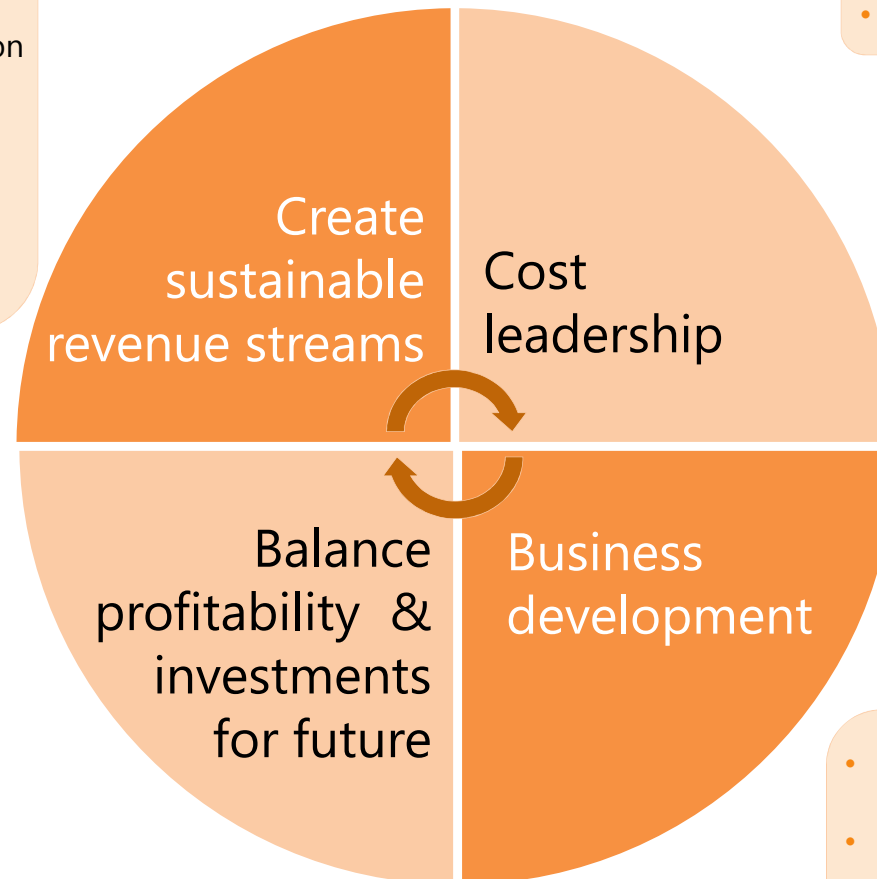 Create
sustainable
revenue streams
Cost
leadership
Balance
profitability &
investments
for future
Business
development